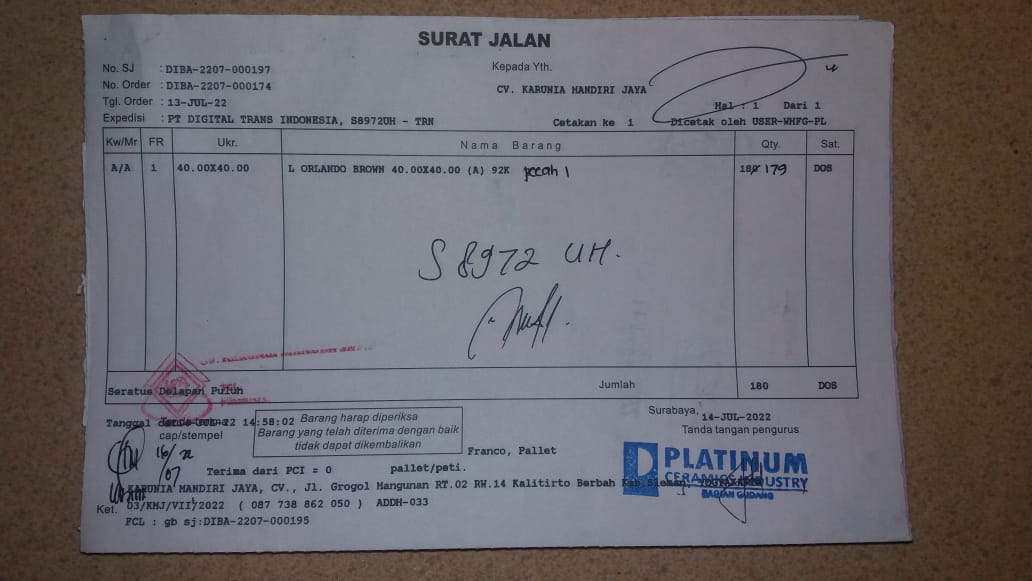 SURAT JALAN
No. SJ : DIBA-2207-000197
Kepada Yth.
No. Order : DIBA-2207-000174
CV. KARUNIA MANDIRI JAYA
Tgl. Order : 13-JUL-22
Hal : 1 Dari 1
Expedisi : PT DIGITAL TRANS INDONESIA, S8972UH - TRN
Cetakan ke 1 Dicetak oleh USER-WHFG-PL
Kw/Mr FR Ukr. Nama Barang Qty. Sat.
A/A 1 40.00X40.00 L ORLANDO BROWN 40.00X40.00 (A) 92K pecah 1 180 179 DOS
S 8972 UH.
Seratus Delapan Puluh Jumlah 180 DOS
Surabaya, 14-JUL-2022
Tanggal 14:58:02
Tanda tangan pengurus
cap/stempel
Barang harap diperiksa
Barang yang telah diterima dengan baik
tidak dapat dikembalikan
16/22
/07
Franco, Pallet
Terima dari PCI = 0 pallet/peti.
PLATINUM
CERAMICS INDUSTRY
BAGIAN GUDANG
KARUNIA MANDIRI JAYA, CV., Jl. Grogol Mangunan RT.02 RW.14 Kalitirto Berbah Kab.Sleman, YOGYAKARTA
Ket. 03/KMJ/VII/2022 ( 087 738 862 050 ) ADDH-033
FCL : gb sj:DIBA-2207-000195